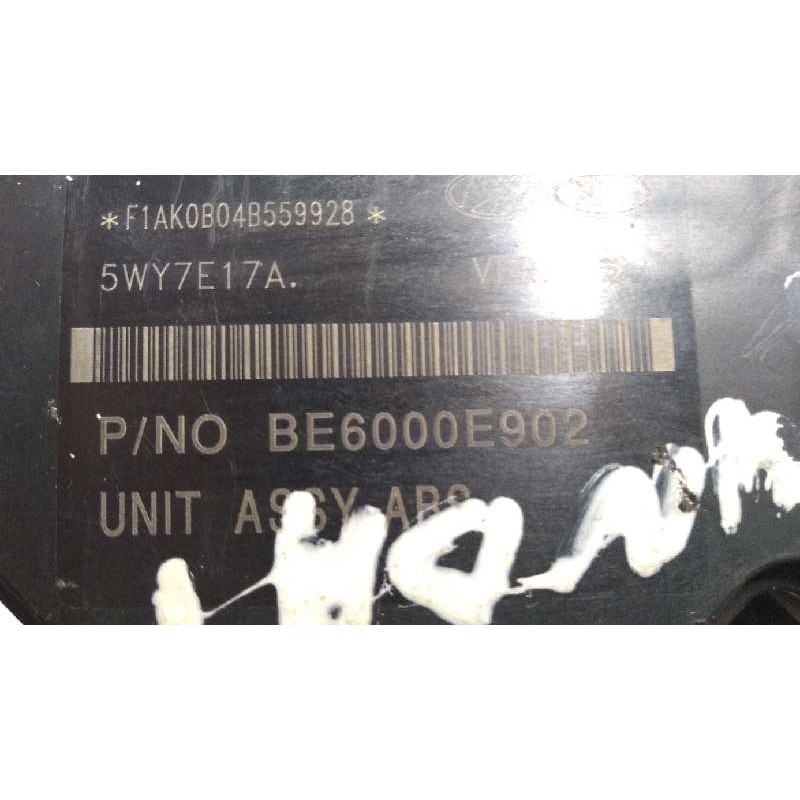 *F1AK0B04B559928*
5WY7E17A.
P/NO BE6000E902
UNIT ASSY-ABS